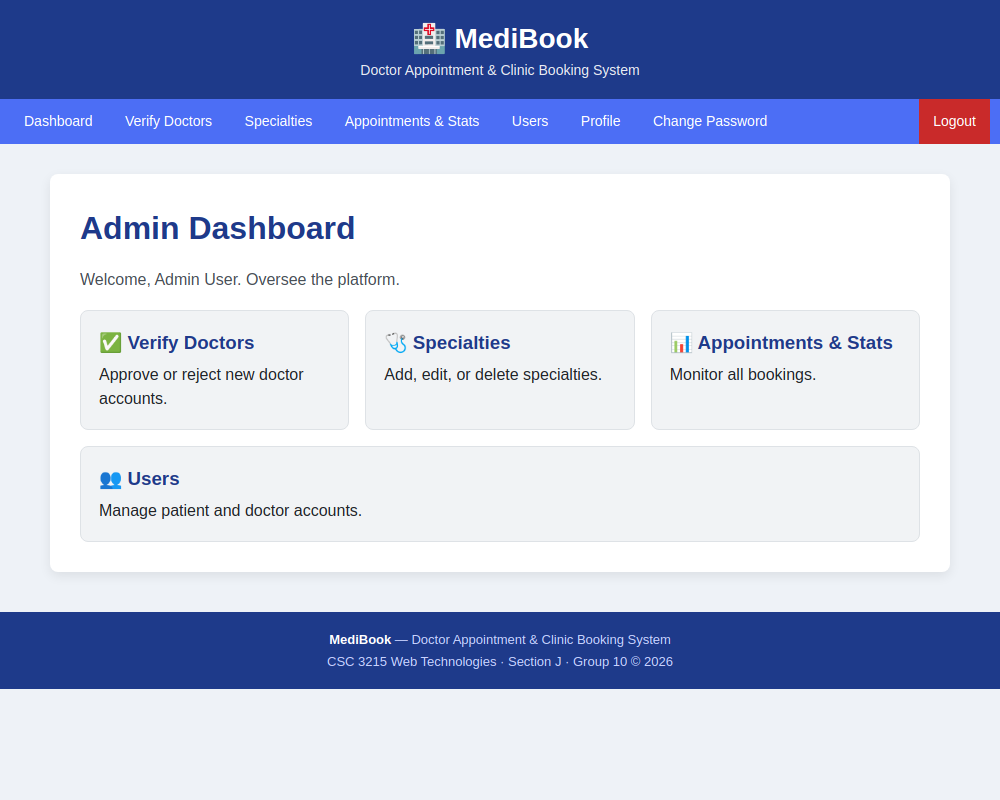 🏥 MediBook
Doctor Appointment & Clinic Booking System
Dashboard Verify Doctors Specialties Appointments & Stats Users Profile Change Password Logout
Admin Dashboard
Welcome, Admin User. Oversee the platform.
✅ Verify Doctors
Approve or reject new doctor
accounts.
🩺 Specialties
Add, edit, or delete specialties.
📊 Appointments & Stats
Monitor all bookings.
👥 Users
Manage patient and doctor accounts.
MediBook — Doctor Appointment & Clinic Booking System
CSC 3215 Web Technologies · Section J · Group 10 © 2026